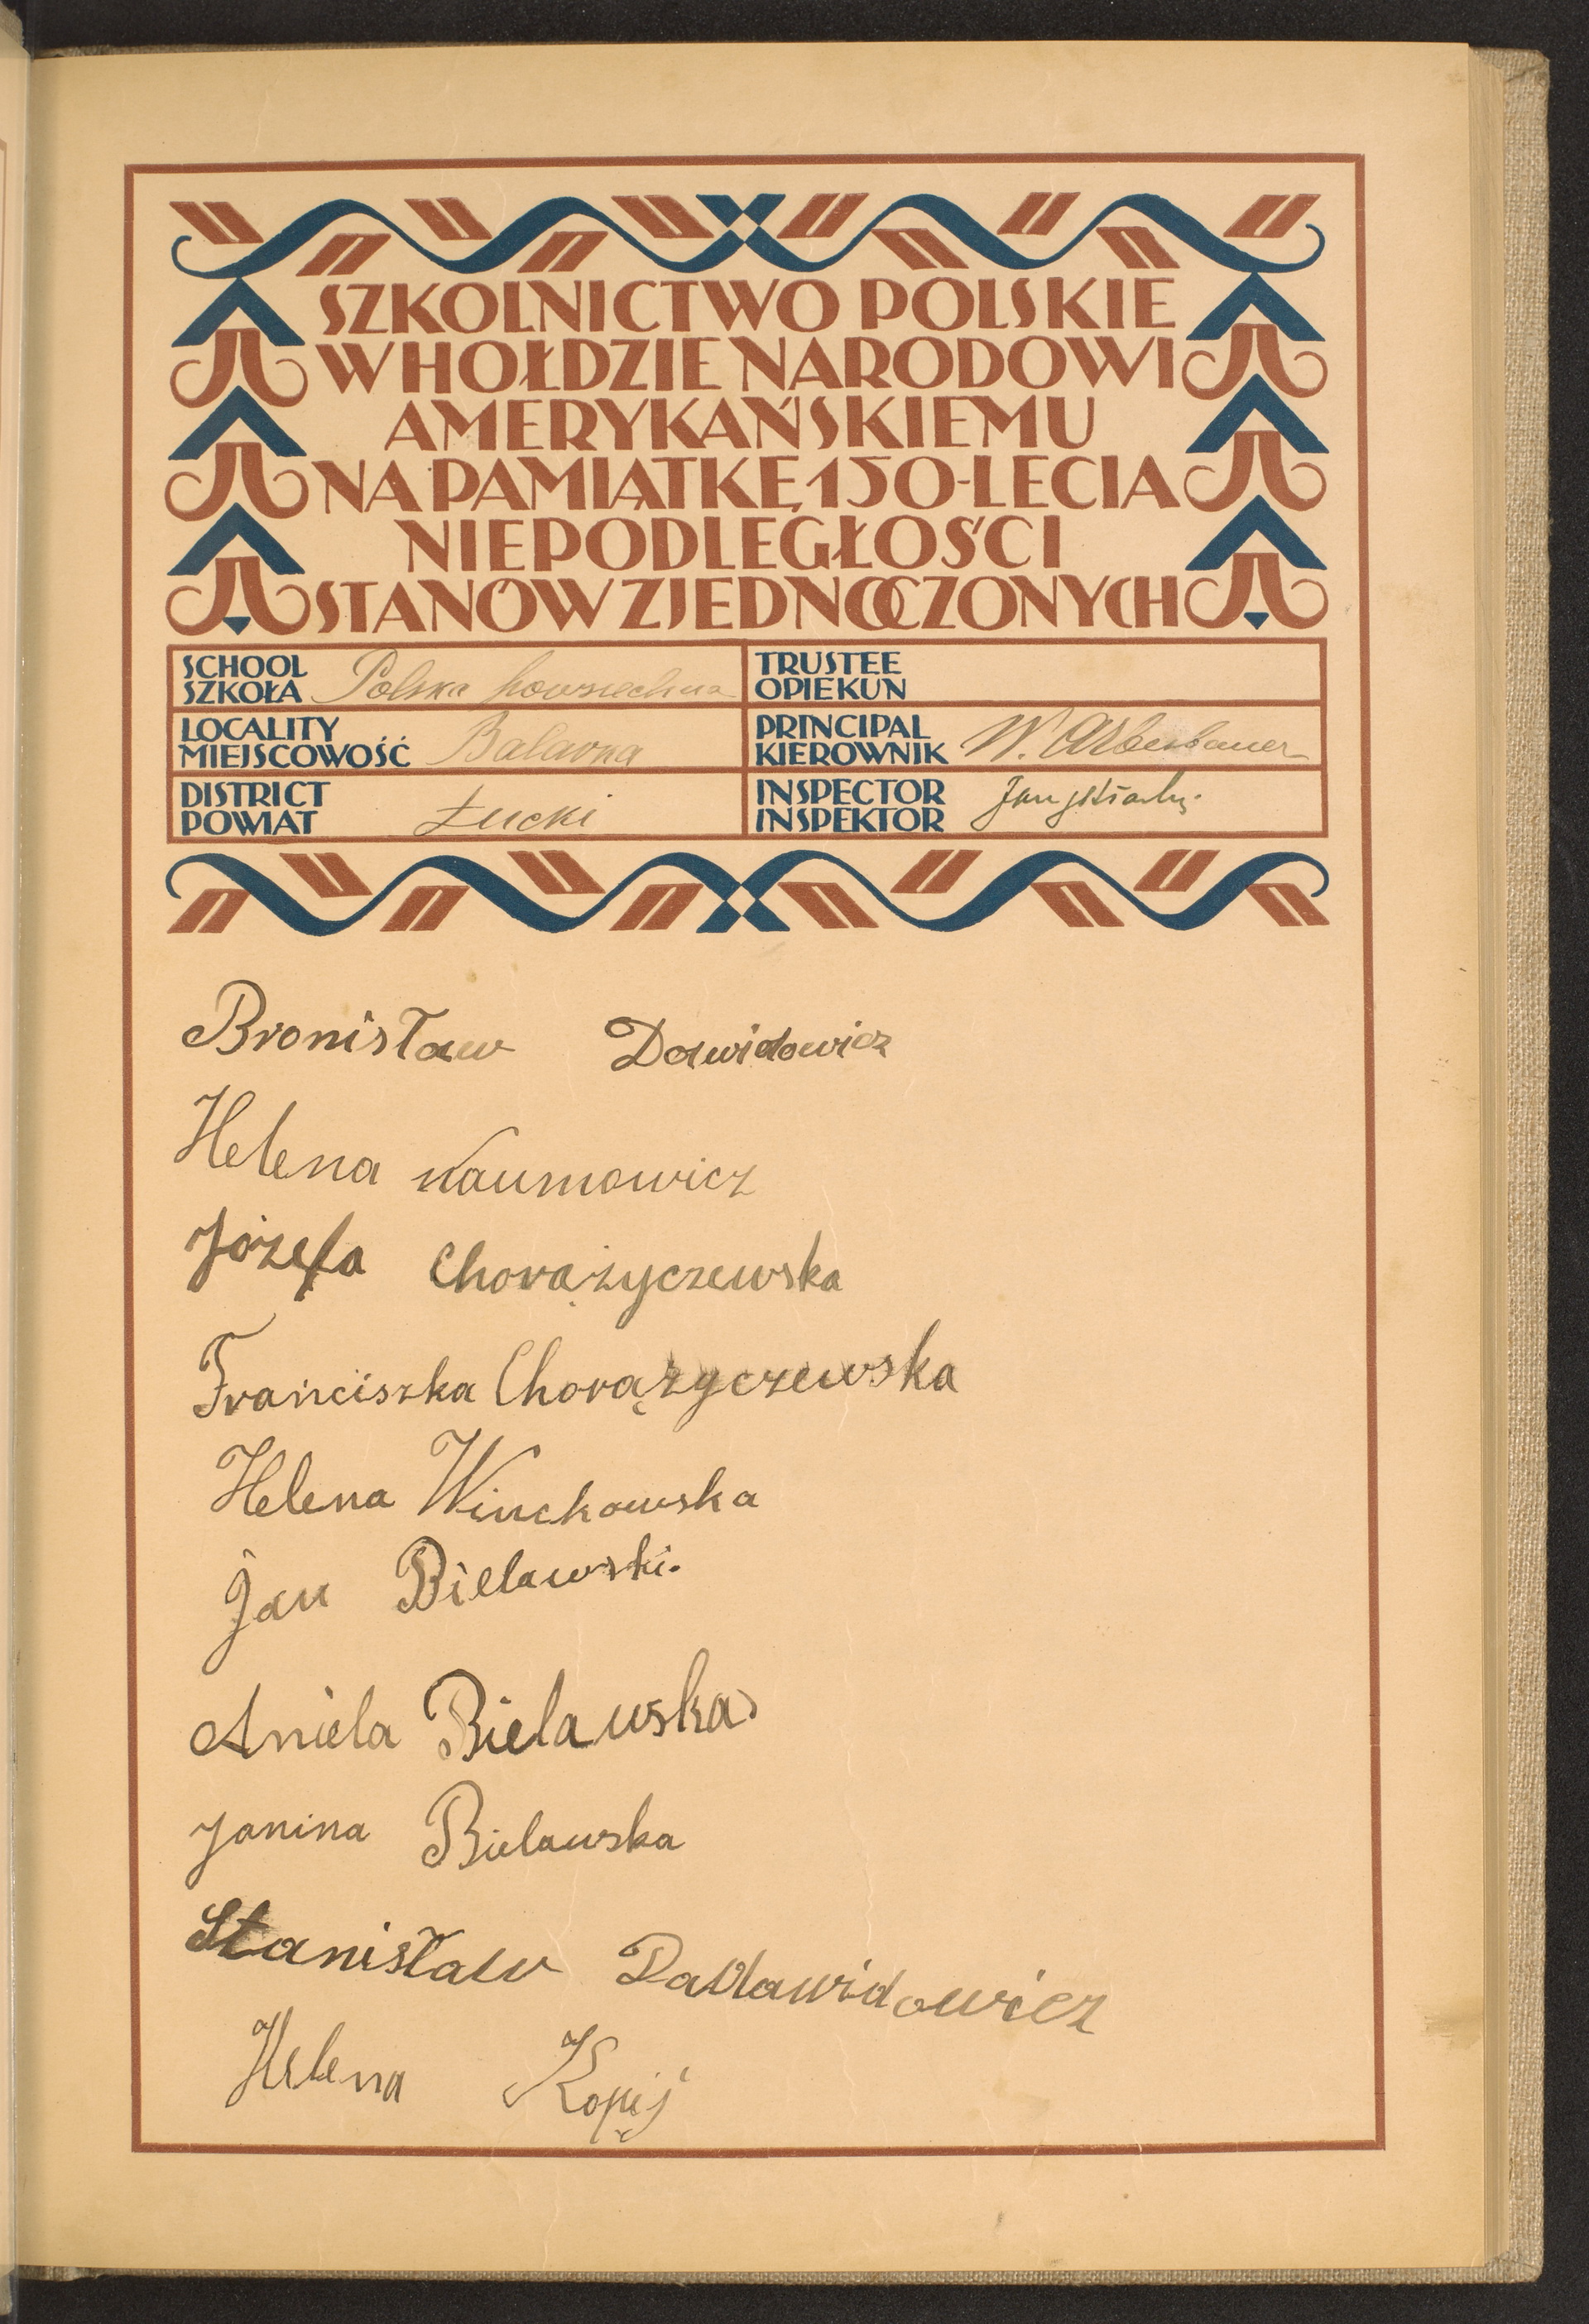 SZKOLNICTWO POLSKIE
W HOŁDZIE NARODOWI
AMERYKAŃSKIEMU
NA PAMIĄTKĘ 150-LECIA
NIEPODLEGŁOŚCI
STANÓW ZJEDNOCZONYCH
SCHOOL
SZKOŁA Polska powszechna
TRUSTEE
OPIEKUN
LOCALITY
MIEJSCOWOŚĆ
PRINCIPAL
KIEROWNIK W.
DISTRICT
POWIAT Łucki
INSPECTOR
INSPEKTOR Jan
Bronisław Dawidowicz
Helena Naumowicz
Józefa Chorążyczewska
Franciszka Chorążyczewska
Helena Winckowska
Jan Bielawski.
Aniela Bielawska
Janina Bielawska
Stanisław
Helena Kopij